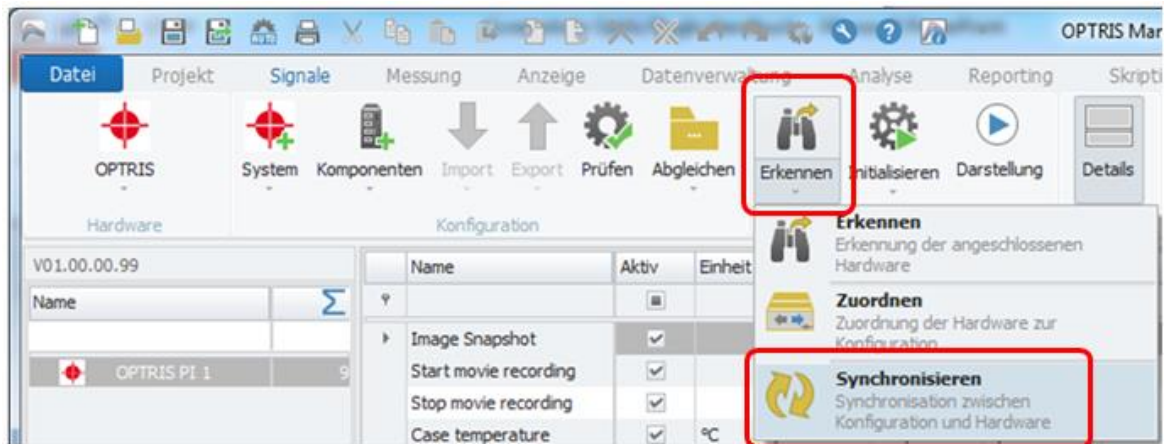 OPTRIS Mar
Datei Projekt Signale Messung Anzeige Datenverwaltung Analyse Reporting Skripti
AUTO
OPTRIS System Komponenten Import Export Prüfen Abgleichen Erkennen Initialisieren Darstellung Details
Hardware Konfiguration
Erkennen
Erkennung der angeschlossenen
Hardware
Zuordnen
Zuordnung der Hardware zur
Konfiguration
Synchronisieren
Synchronisation zwischen
Konfiguration und Hardware
V01.00.00.99
Name Σ
OPTRIS PI 1 9
Name Aktiv Einheit
Image Snapshot
Start movie recording
Stop movie recording
Case temperature °C